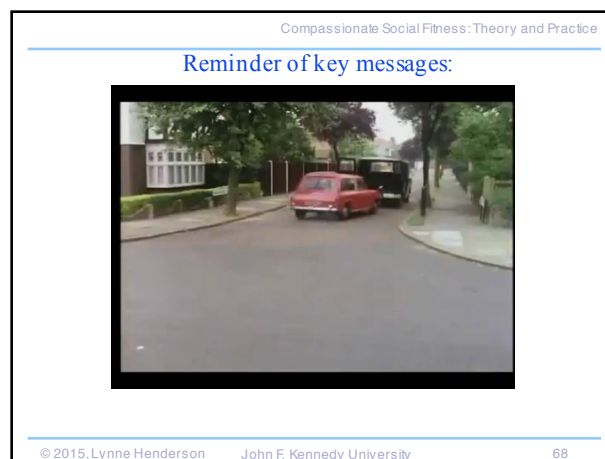 Compassionate Social Fitness: Theory and Practice
Reminder of key messages:
© 2015, Lynne Henderson John F. Kennedy University 68